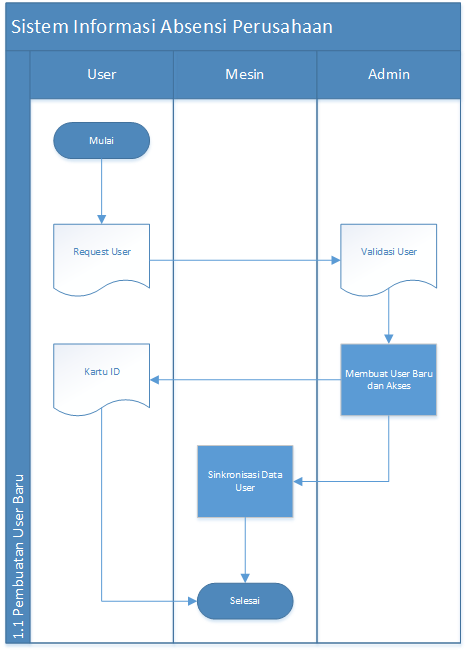 Sistem Informasi Absensi Perusahaan
User
Mesin
Admin
Mulai
Request User
Validasi User
Kartu ID
Membuat User Baru
dan Akses
Sinkronisasi Data
User
Selesai
1.1 Pembuatan User Baru